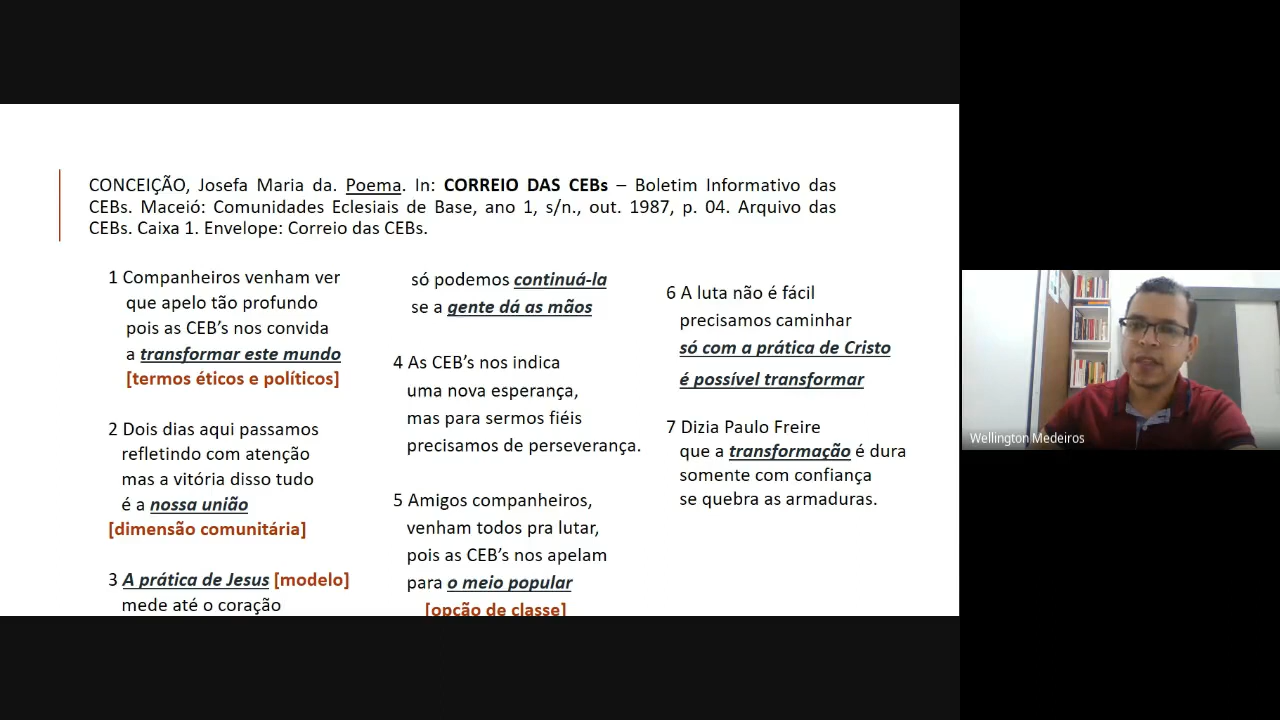 CONCEIÇÃO, Josefa Maria da. Poema. In: CORREIO DAS CEBs – Boletim Informativo das
CEBs. Maceió: Comunidades Eclesiais de Base, ano 1, s/n., out. 1987, p. 04. Arquivo das
CEBs. Caixa 1. Envelope: Correio das CEBs.
1 Companheiros venham ver
que apelo tão profundo
pois as CEB’s nos convida
a transformar este mundo
[termos éticos e políticos]
2 Dois dias aqui passamos
refletindo com atenção
mas a vitória disso tudo
é a nossa união
[dimensão comunitária]
3 A prática de Jesus [modelo]
mede até o coração
só podemos continuá-la
se a gente dá as mãos
4 As CEB’s nos indica
uma nova esperança,
mas para sermos fiéis
precisamos de perseverança.
5 Amigos companheiros,
venham todos pra lutar,
pois as CEB’s nos apelam
para o meio popular
[opção de classe]
6 A luta não é fácil
precisamos caminhar
só com a prática de Cristo
é possível transformar
7 Dizia Paulo Freire
que a transformação é dura
somente com confiança
se quebra as armaduras.
Wellington Medeiros